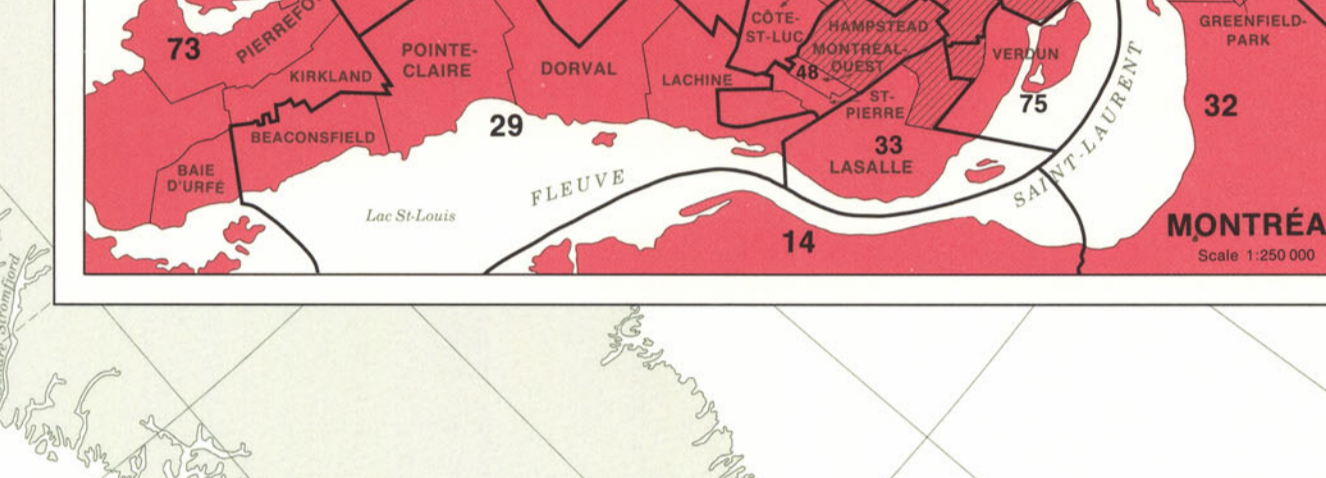 73
PIERREFO
KIRKLAND
POINTE-
CLAIRE
DORVAL
LACHINE
CÔTE-
ST-LUC
HAMPSTEAD
MONTRÉAL-
OUEST
48
ST-
PIERRE
VERDUN
75
GREENFIELD-
PARK
32
BEACONSFIELD
29
33
LASALLE
BAIE
D'URFÉ
FLEUVE
SAINT-LAURENT
Lac St-Louis
14
MONTRÉA
Scale 1:250 000
Stromfjord